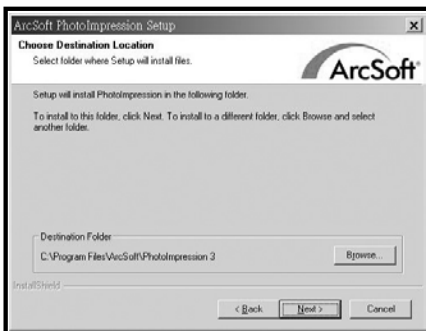 ArcSoft PhotoImpression Setup
Choose Destination Location
Select folder where Setup will install files.
ArcSoft
Setup will install PhotoImpression in the following folder.
To install to this folder, click Next. To install to a different folder, click Browse and select
another folder.
Destination Folder
C:\Program Files\ArcSoft\PhotoImpression 3
Browse...
InstallShield
< Back
Next >
Cancel